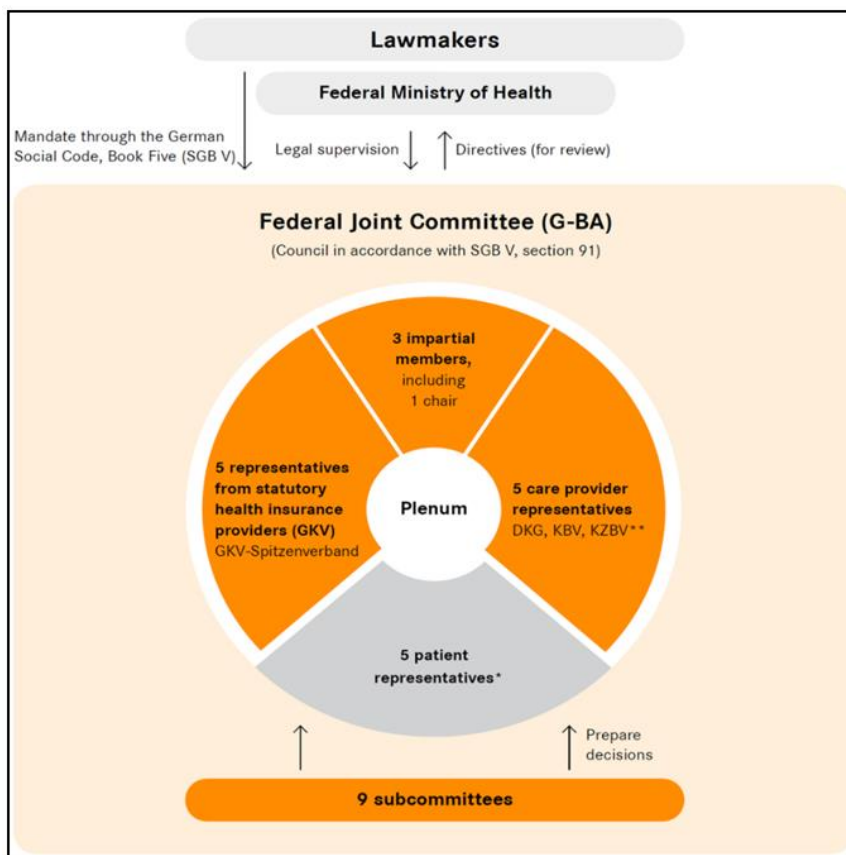 Lawmakers
Federal Ministry of Health
Mandate through the German
Social Code, Book Five (SGB V)
Legal supervision
Directives (for review)
Federal Joint Committee (G-BA)
(Council in accordance with SGB V, section 91)
3 impartial
members,
including
1 chair
5 representatives
from statutory
health insurance
providers (GKV)
GKV-Spitzenverband
Plenum
5 care provider
representatives
DKG, KBV, KZBV**
5 patient
representatives*
Prepare
decisions
9 subcommittees